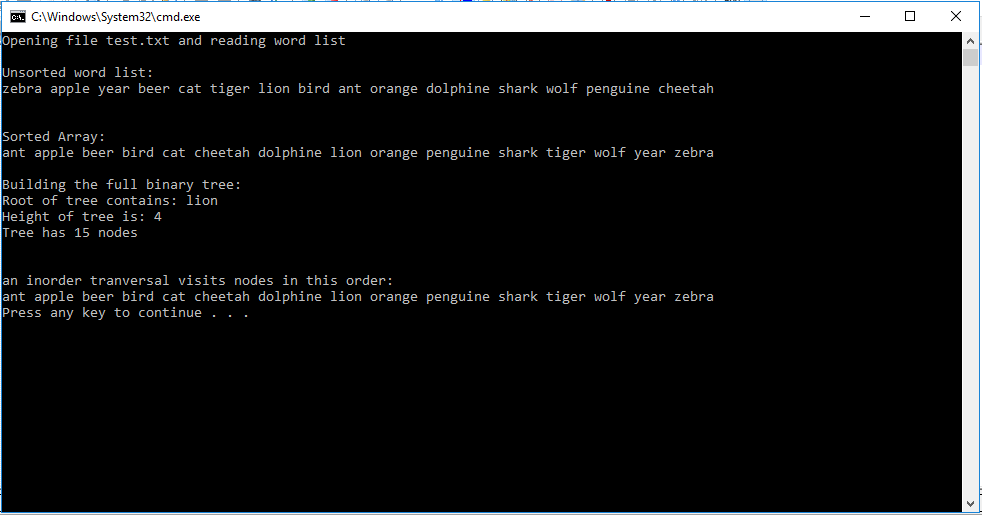 C:\Windows\System32\cmd.exe
Opening file test.txt and reading word list
Unsorted word list:
zebra apple year beer cat tiger lion bird ant orange dolphine shark wolf penguine cheetah
Sorted Array:
ant apple beer bird cat cheetah dolphine lion orange penguine shark tiger wolf year zebra
Building the full binary tree:
Root of tree contains: lion
Height of tree is: 4
Tree has 15 nodes
an inorder tranversal visits nodes in this order:
ant apple beer bird cat cheetah dolphine lion orange penguine shark tiger wolf year zebra
Press any key to continue . . .